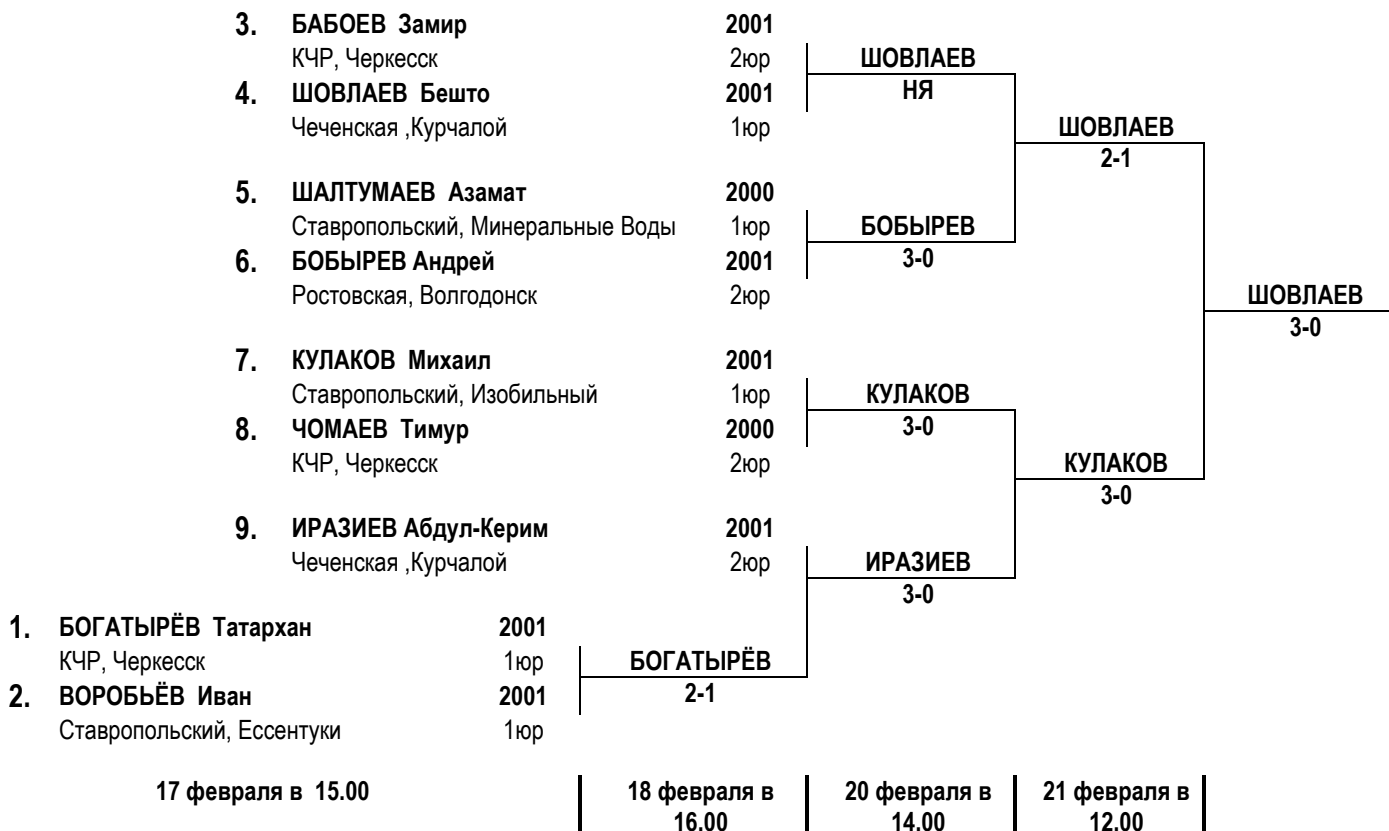 3. БАБОЕВ Замир 2001
КЧР, Черкесск 2юр
ШОВЛАЕВ
НЯ
4. ШОВЛАЕВ Бешто 2001
Чеченская ,Курчалой 1юр
ШОВЛАЕВ
2-1
5. ШАЛТУМАЕВ Азамат 2000
Ставропольский, Минеральные Воды 1юр
БОБЫРЕВ
3-0
6. БОБЫРЕВ Андрей 2001
Ростовская, Волгодонск 2юр
ШОВЛАЕВ
3-0
7. КУЛАКОВ Михаил 2001
Ставропольский, Изобильный 1юр
КУЛАКОВ
3-0
8. ЧОМАЕВ Тимур 2000
КЧР, Черкесск 2юр
КУЛАКОВ
3-0
9. ИРАЗИЕВ Абдул-Керим 2001
Чеченская ,Курчалой 2юр
ИРАЗИЕВ
3-0
1. БОГАТЫРЁВ Татархан 2001
КЧР, Черкесск 1юр
БОГАТЫРЁВ
2-1
2. ВОРОБЬЁВ Иван 2001
Ставропольский, Ессентуки 1юр
17 февраля в 15.00
18 февраля в
16.00
20 февраля в
14.00
21 февраля в
12.00